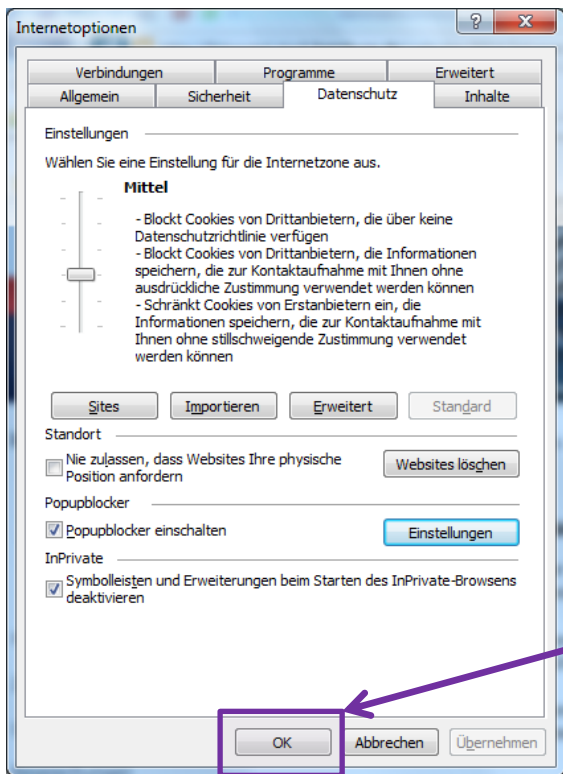 Internetoptionen
?
X
Verbindungen Programme Erweitert
Allgemein Sicherheit Datenschutz Inhalte
Einstellungen
Wählen Sie eine Einstellung für die Internetzone aus.
Mittel
- Blockt Cookies von Drittanbietern, die über keine
Datenschutzrichtlinie verfügen
- Blockt Cookies von Drittanbietern, die Informationen
speichern, die zur Kontaktaufnahme mit Ihnen ohne
ausdrückliche Zustimmung verwendet werden können
- Schränkt Cookies von Erstanbietern ein, die
Informationen speichern, die zur Kontaktaufnahme mit
Ihnen ohne stillschweigende Zustimmung verwendet
werden können
Sites Importieren Erweitert Standard
Standort
Nie zulassen, dass Websites Ihre physische
Position anfordern
Websites löschen
Popupblocker
Popupblocker einschalten
Einstellungen
InPrivate
Symbolleisten und Erweiterungen beim Starten des InPrivate-Browsens
deaktivieren
OK Abbrechen Übernehmen